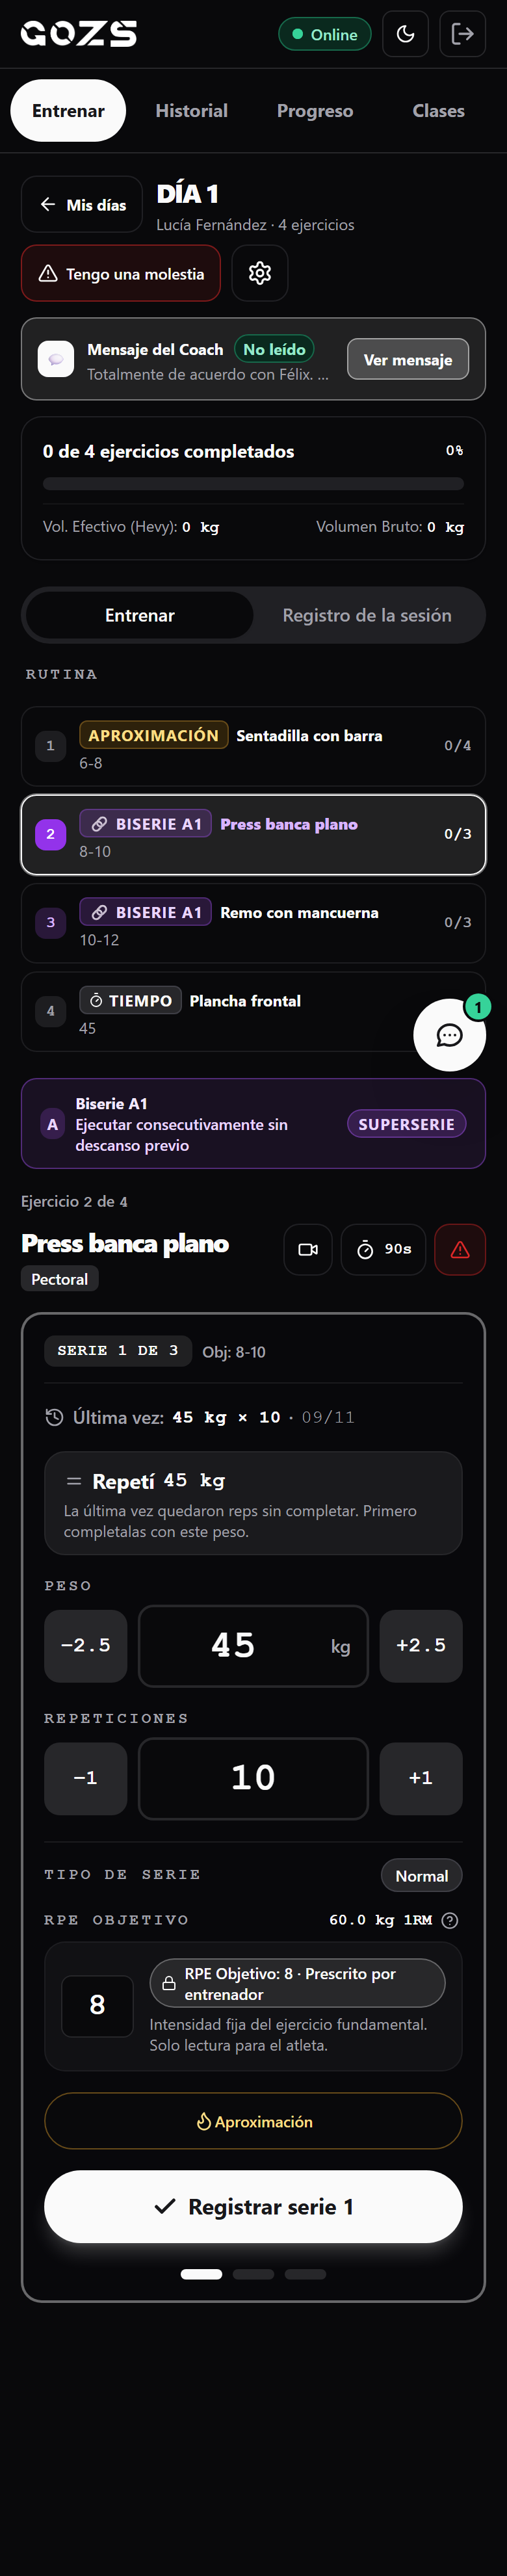 GOZS
Online
Entrenar
Historial
Progreso
Clases
Mis días
DÍA 1
Lucía Fernández · 4 ejercicios
Tengo una molestia
Mensaje del Coach
No leído
Totalmente de acuerdo con Félix. ...
Ver mensaje
0 de 4 ejercicios completados
0%
Vol. Efectivo (Hevy): 0 kg
Volumen Bruto: 0 kg
Entrenar
Registro de la sesión
RUTINA
1
APROXIMACIÓN
Sentadilla con barra
6-8
0/4
2
BISERIE A1
Press banca plano
8-10
0/3
3
BISERIE A1
Remo con mancuerna
10-12
0/3
4
TIEMPO
Plancha frontal
45
1
A
Biserie A1
Ejecutar consecutivamente sin
descanso previo
SUPERSERIE
Ejercicio 2 de 4
Press banca plano
90s
Pectoral
SERIE 1 DE 3
Obj: 8-10
Última vez: 45 kg × 10 · 09/11
Repetí 45 kg
La última vez quedaron reps sin completar. Primero
completalas con este peso.
PESO
−2.5
45
kg
+2.5
REPETICIONES
−1
10
+1
TIPO DE SERIE
Normal
RPE OBJETIVO
60.0 kg 1RM
8
RPE Objetivo: 8 · Prescrito por
entrenador
Intensidad fija del ejercicio fundamental.
Solo lectura para el atleta.
Aproximación
Registrar serie 1